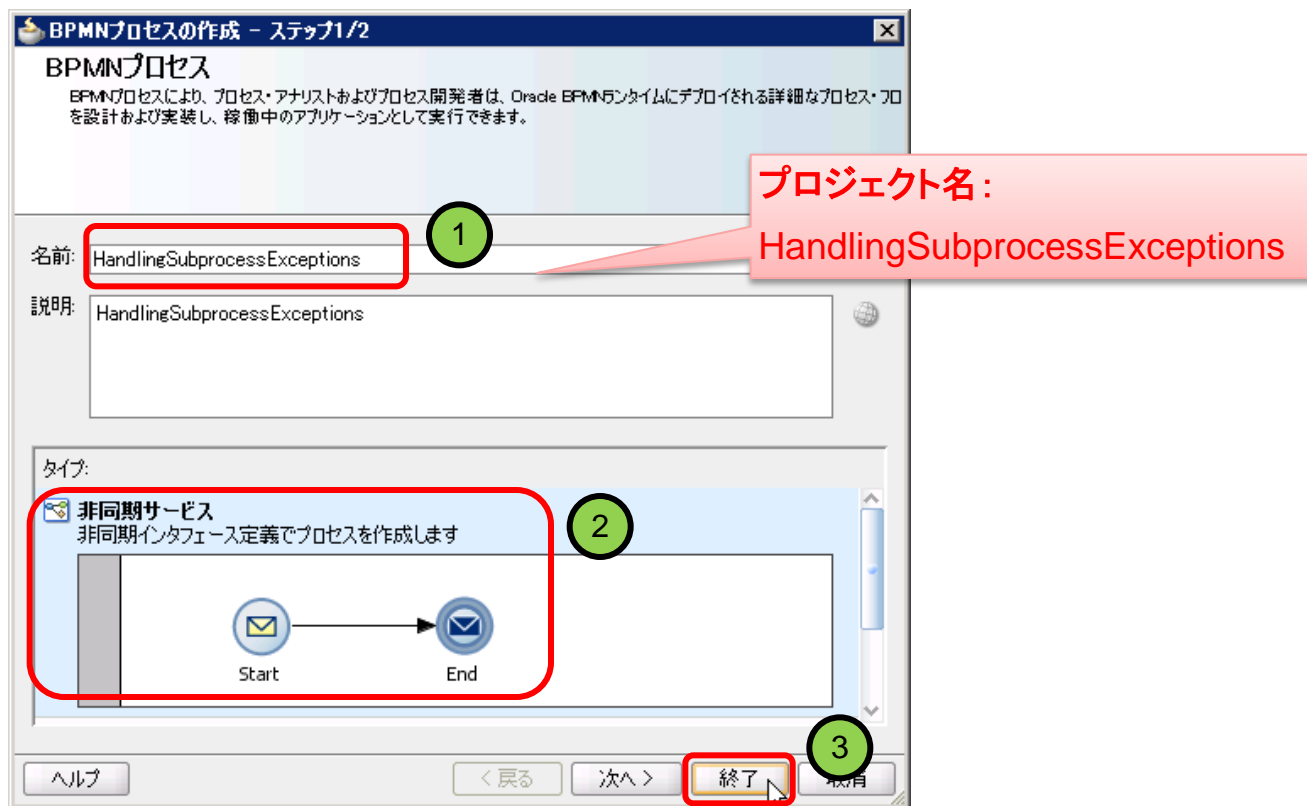 BPMNプロセスの作成 - ステップ1/2
BPMNプロセス
BPMNプロセスにより、プロセス・アナリストおよびプロセス開発者は、Oracle BPMNランタイムにデプロイされる詳細なプロセス・フロ
を設計および実装し、稼働中のアプリケーションとして実行できます。
プロジェクト名:
HandlingSubprocessExceptions
1
名前: HandlingSubprocessExceptions
説明: HandlingSubprocessExceptions
タイプ:
非同期サービス
非同期インタフェース定義でプロセスを作成します
2
Start End
3
ヘルプ < 戻る 次へ > 終了 取消